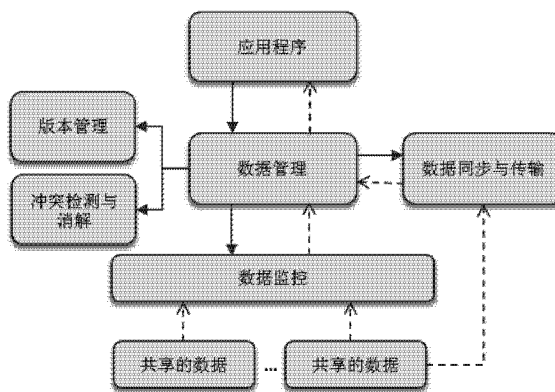 应用程序
版本管理
数据管理
数据同步与传输
冲突检测与
消解
数据监控
共享的数据
...
共享的数据